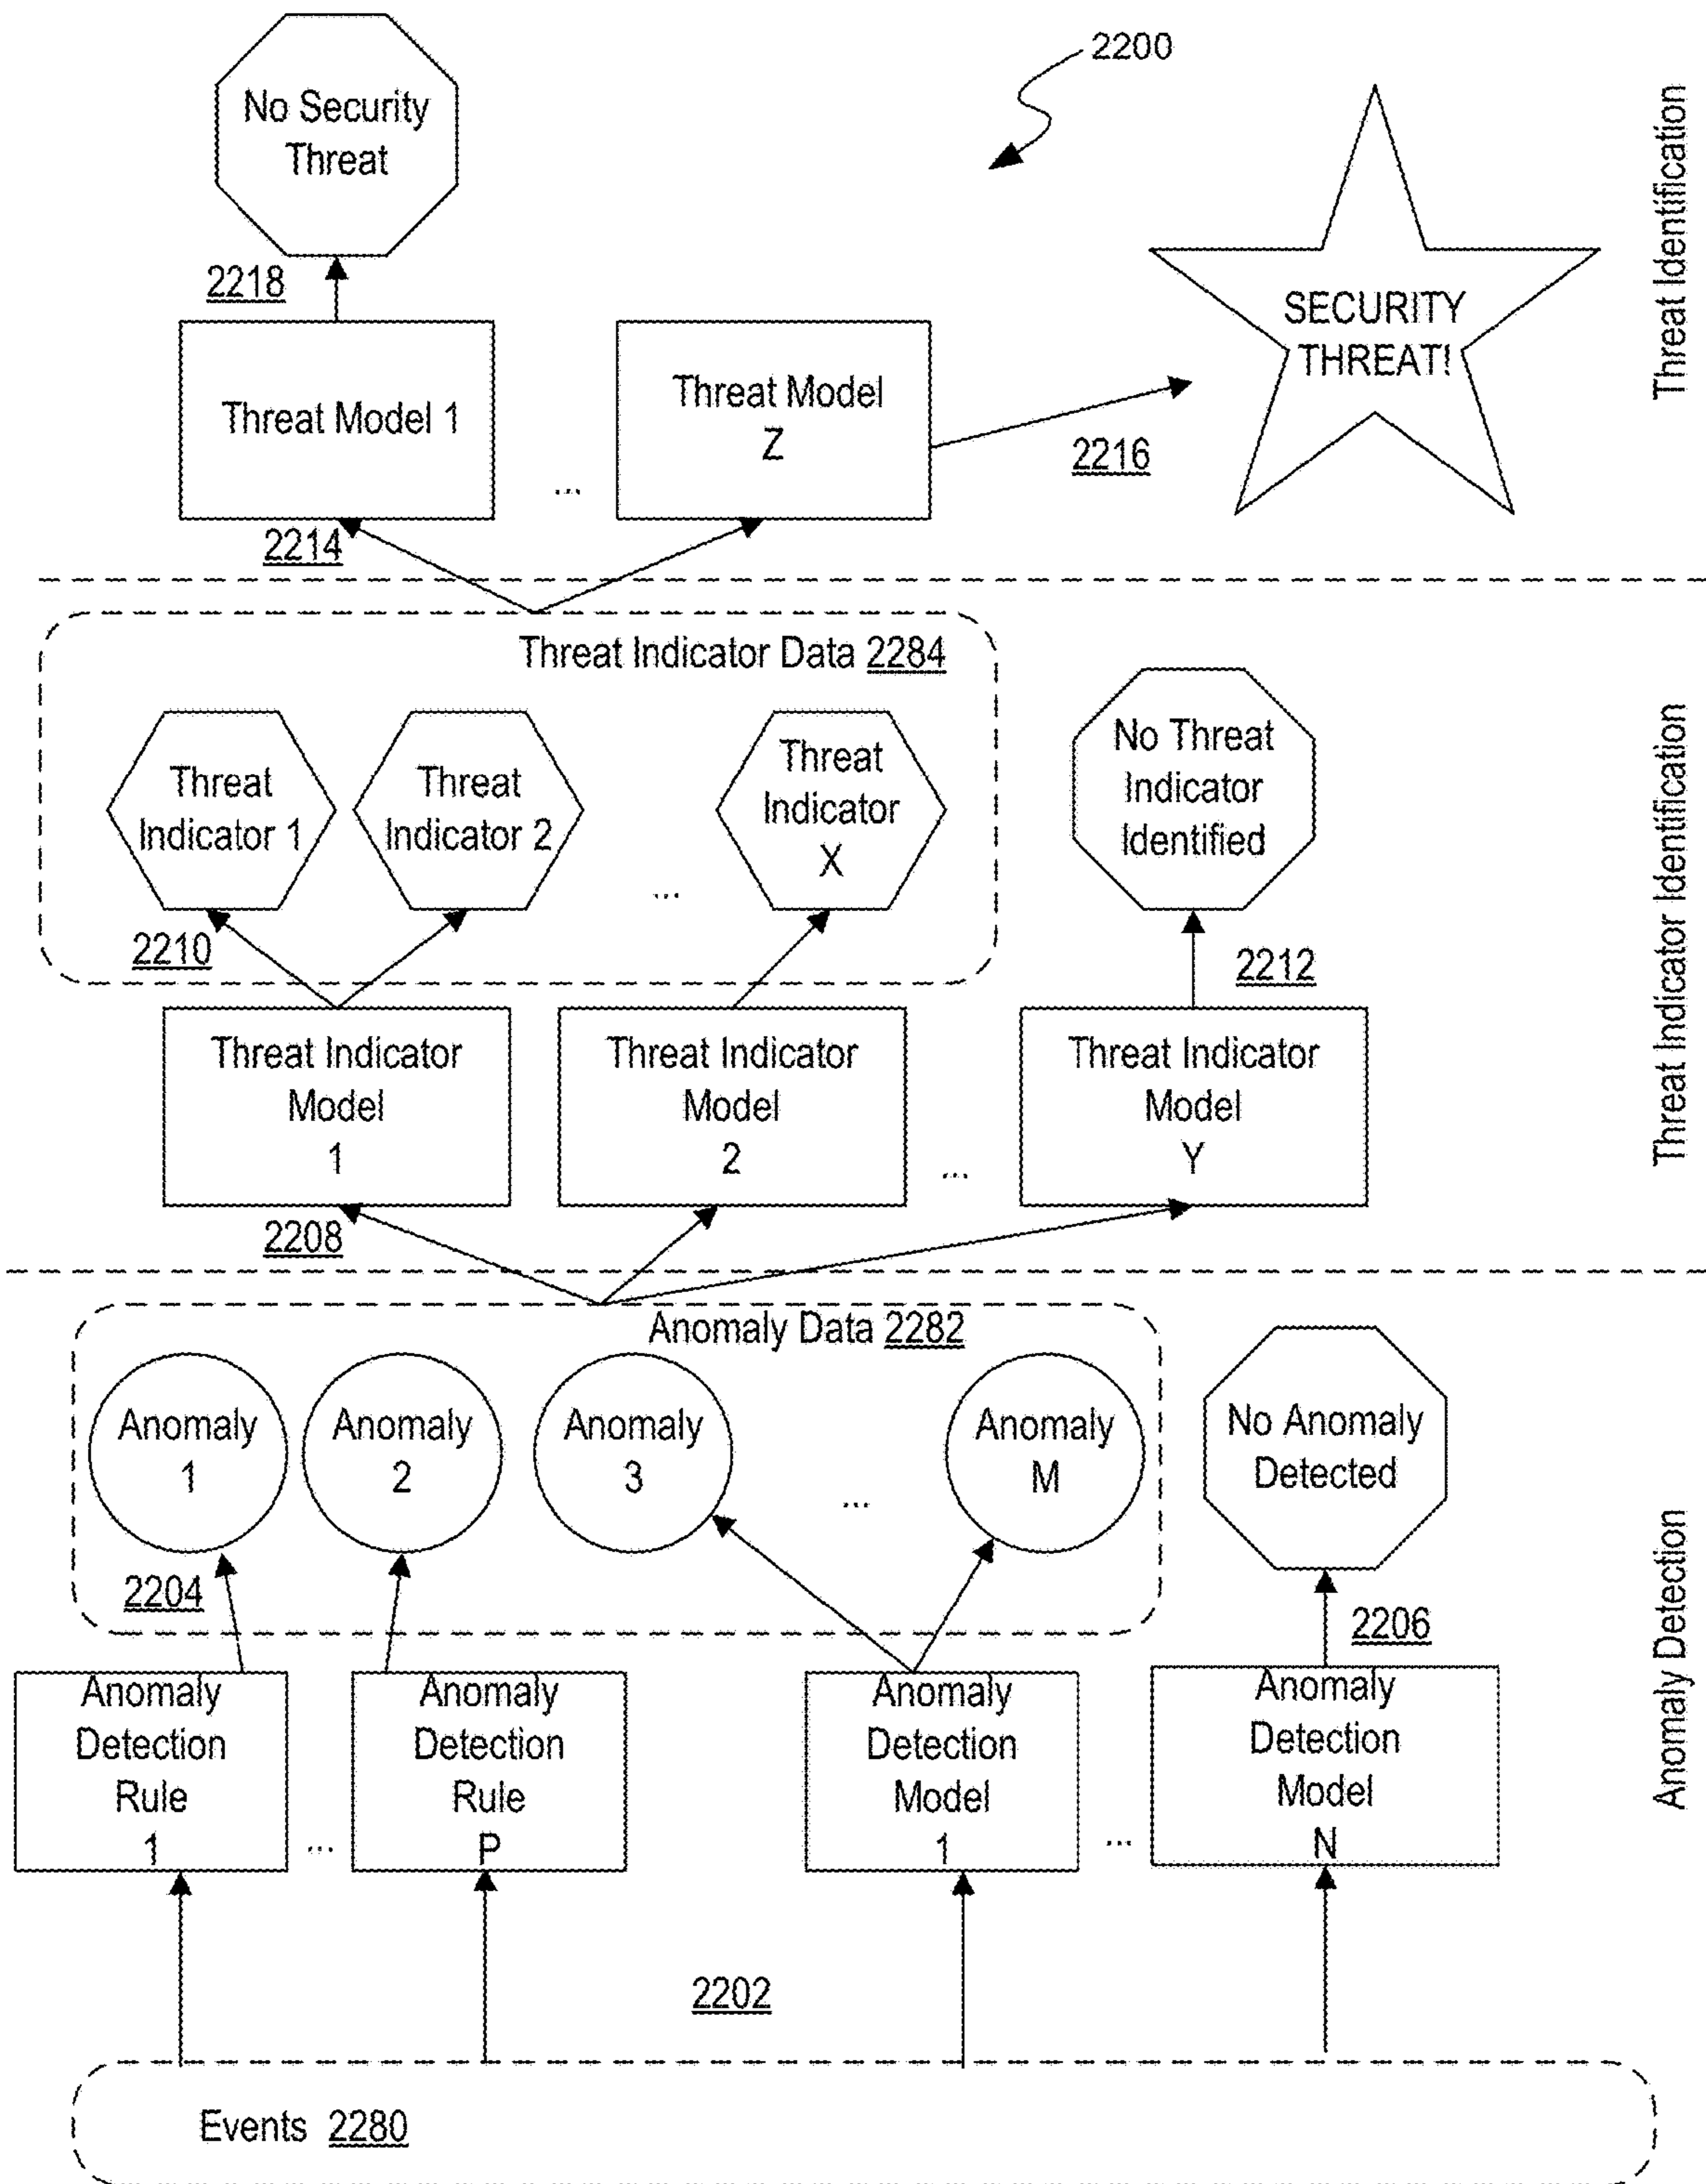 2200
No Security
Threat
SECURITY
THREAT!
Threat Identification
2218
Threat Model 1
...
Threat Model
Z
2216
2214
Threat Indicator Data 2284
Threat
Indicator 1
Threat
Indicator 2
...
Threat
Indicator
X
No Threat
Indicator
Identified
Threat Indicator Identification
2210
2212
Threat Indicator
Model
1
Threat Indicator
Model
2
...
Threat Indicator
Model
Y
2208
Anomaly Data 2282
Anomaly
1
Anomaly
2
Anomaly
3
...
Anomaly
M
No Anomaly
Detected
Anomaly Detection
2204
2206
Anomaly
Detection
Rule
1
...
Anomaly
Detection
Rule
P
Anomaly
Detection
Model
1
...
Anomaly
Detection
Model
N
2202
Events 2280